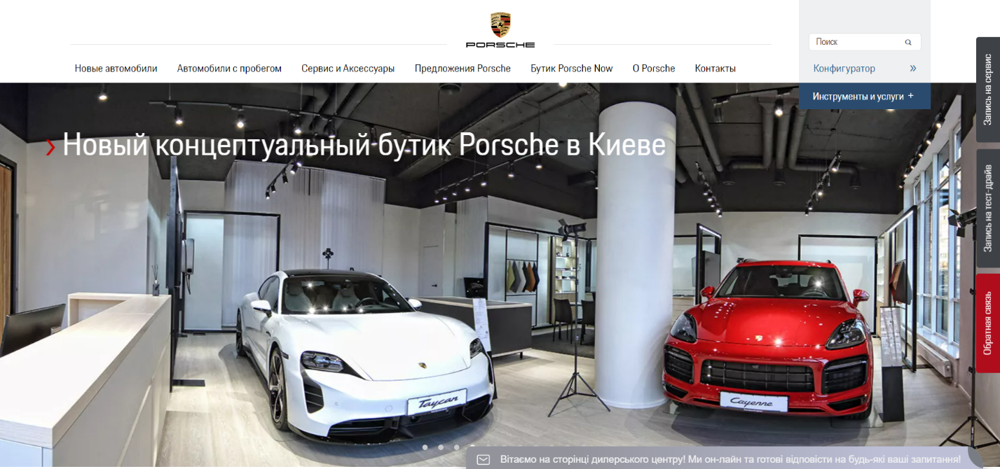 PORSCHE
Поиск
Новые автомобили
Автомобили с пробегом
Сервис и Аксессуары
Предложения Porsche
Бутик Porsche Now
О Porsche
Контакты
Конфигуратор »
Инструменты и услуги +
Запись на сервис
Новый концептуальный бутик Porsche в Киеве
Запись на тест-драйв
Обратная связь
Taycan
Cayenne
Вітаємо на сторінці дилерського центру! Ми он-лайн та готові відповісти на будь-які ваші запитання!